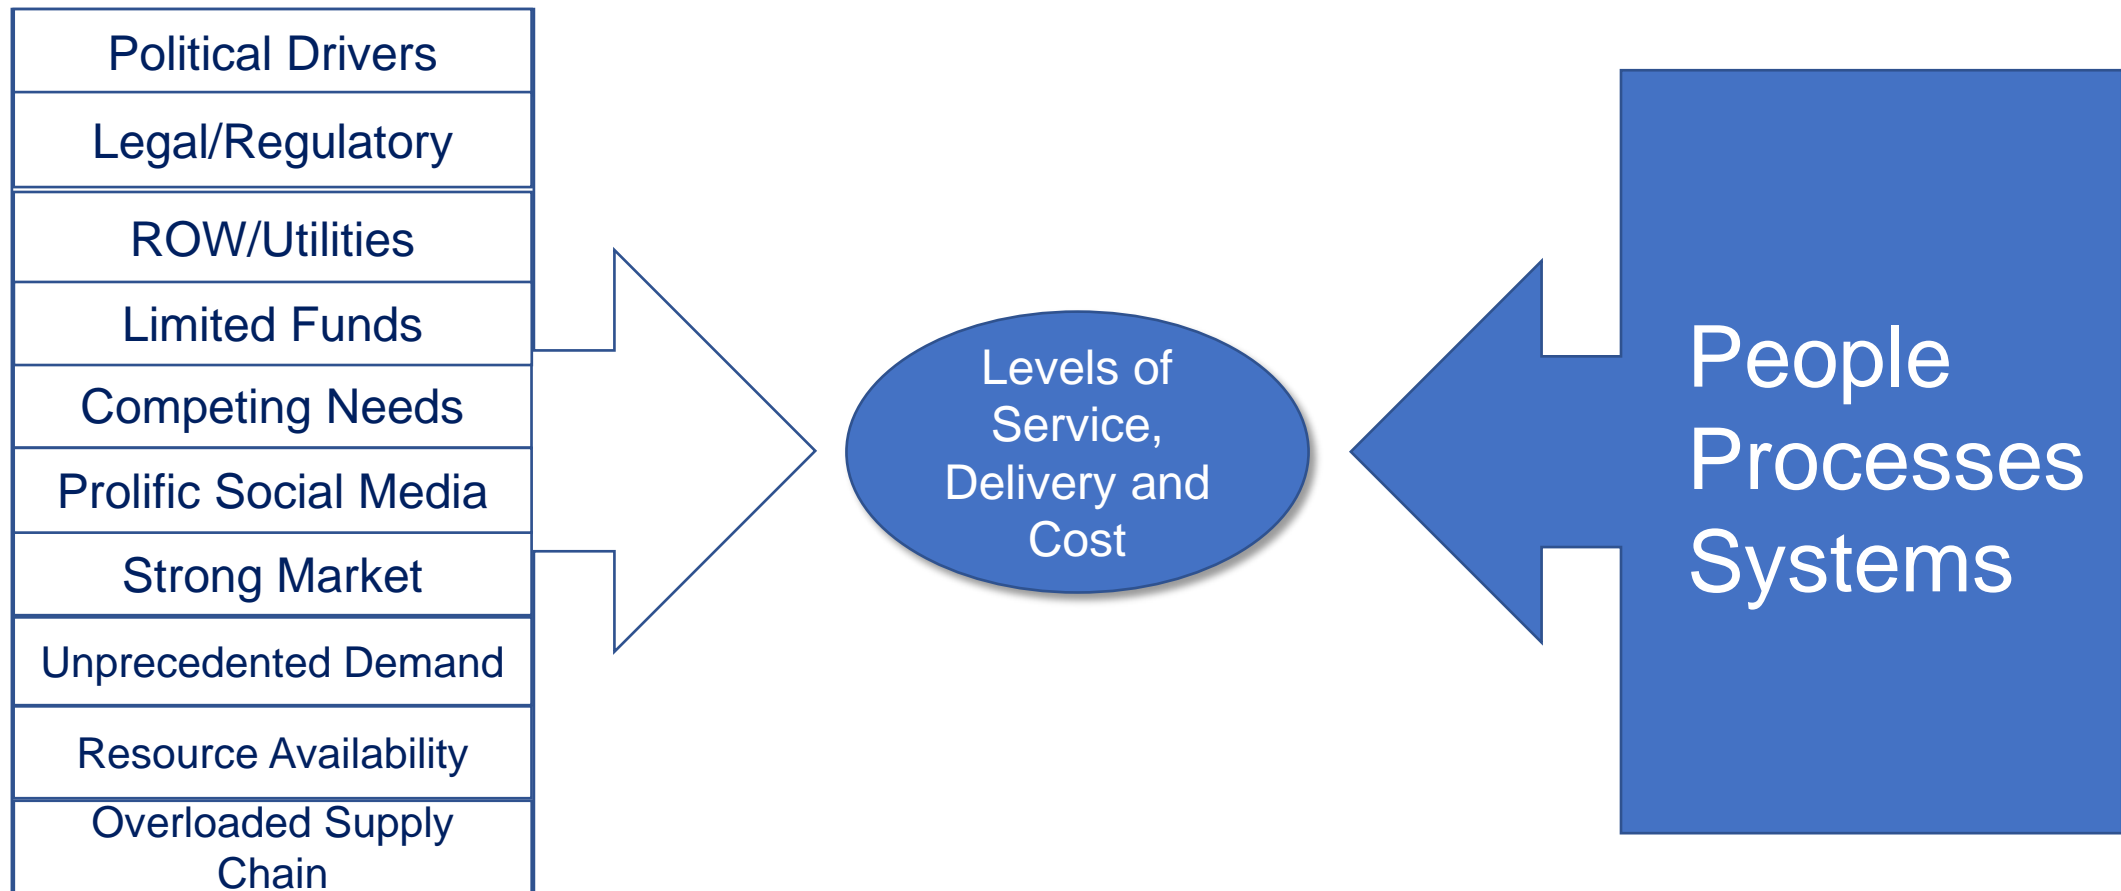 Political Drivers
Legal/Regulatory
ROW/Utilities
Limited Funds
Competing Needs
Prolific Social Media
Strong Market
Unprecedented Demand
Resource Availability
Overloaded Supply
Chain
Levels of
Service,
Delivery and
Cost
People
Processes
Systems